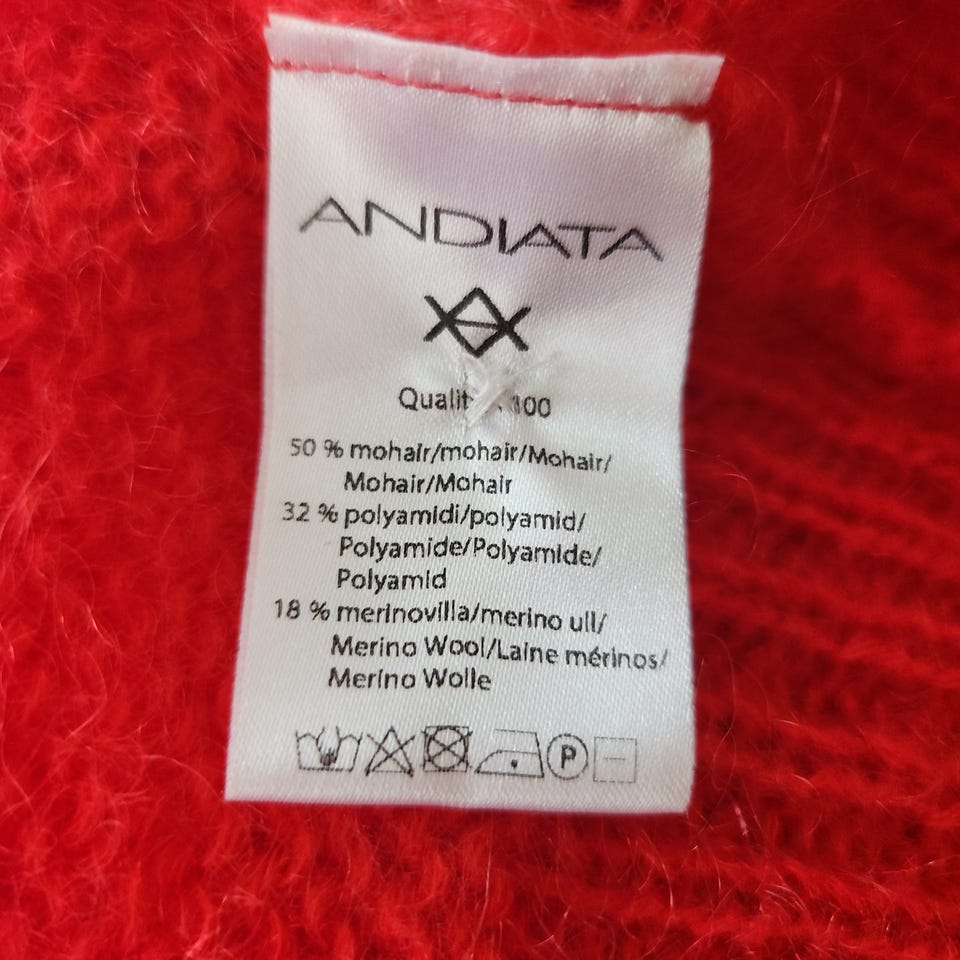 ANDIATA
100
50 % mohair/mohair/Mohair/
Mohair/Mohair
32 % polyamidi/polyamid/
Polyamide/Polyamide/
Polyamid
18 % merinovilla/merino ull/
Merino Wool/Laine mérinos/
Merino Wolle
P